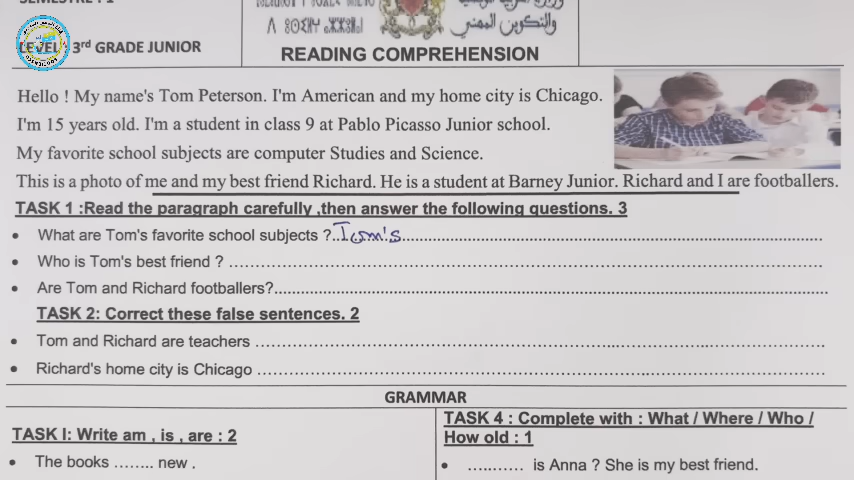 SEMESTRE : 1
LEVEL : 3rd GRADE JUNIOR
والتكوين المهني
READING COMPREHENSION
Hello ! My name's Tom Peterson. I'm American and my home city is Chicago.
I'm 15 years old. I'm a student in class 9 at Pablo Picasso Junior school.
My favorite school subjects are computer Studies and Science.
This is a photo of me and my best friend Richard. He is a student at Barney Junior. Richard and I are footballers.
TASK 1 :Read the paragraph carefully ,then answer the following questions. 3
• What are Tom's favorite school subjects ?..Tom's..........
• Who is Tom's best friend ? ..........
• Are Tom and Richard footballers?..........
TASK 2: Correct these false sentences. 2
• Tom and Richard are teachers ..........
• Richard's home city is Chicago ..........
GRAMMAR
TASK I: Write am , is , are : 2
• The books ........ new .
TASK 4 : Complete with : What / Where / Who /
How old : 1
• .......... is Anna ? She is my best friend.